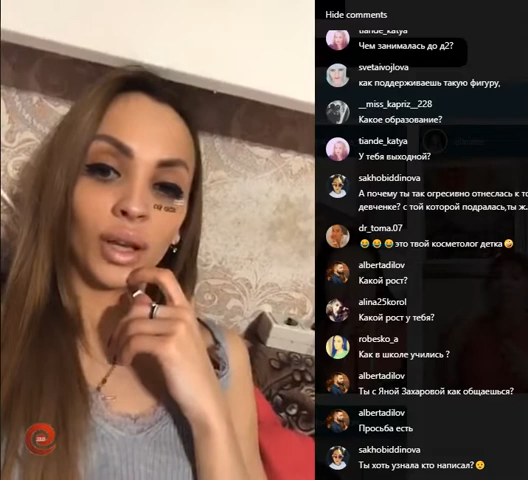 Hide comments
tiande_katya
Чем занималась до д2?
svetaivojlova
как поддерживаешь такую фигуру,
__miss_kapriz__228
Какое образование?
tiande_katya
У тебя выходной?
sakhobiddinova
А почему ты так огресивно отнеслась к то
девченке? с той которой подралась,ты ж.
dr_toma.07
😂😂😂это твой косметолог детка😜
albertadilov
Какой рост?
alina25korol
Какой рост у тебя?
robesko_a
Как в школе учились ?
albertadilov
Ты с Яной Захаровой как общаешься?
albertadilov
Просьба есть
sakhobiddinova
Ты хоть узнала кто написал?😯